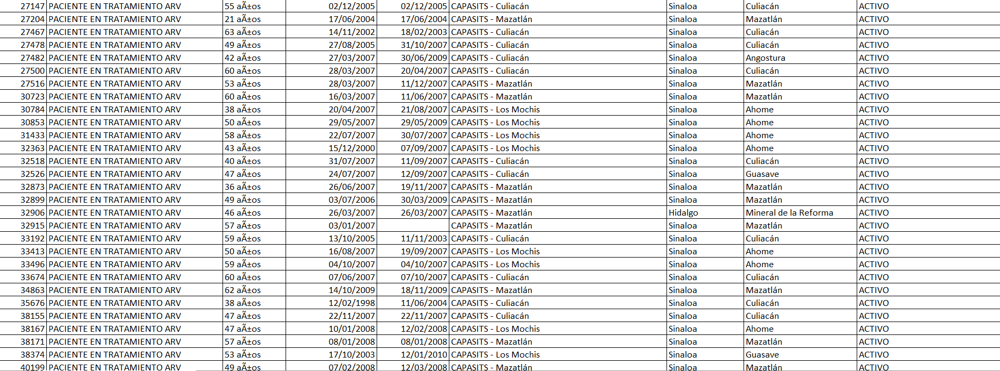 27147 PACIENTE EN TRATAMIENTO ARV 55 aÃ±os 02/12/2005 02/12/2005 CAPASITS - Culiacán Sinaloa Culiacán ACTIVO
27204 PACIENTE EN TRATAMIENTO ARV 21 aÃ±os 17/06/2004 17/06/2004 CAPASITS - Mazatlán Sinaloa Mazatlán ACTIVO
27467 PACIENTE EN TRATAMIENTO ARV 63 aÃ±os 14/11/2002 18/02/2003 CAPASITS - Culiacán Sinaloa Culiacán ACTIVO
27478 PACIENTE EN TRATAMIENTO ARV 49 aÃ±os 27/08/2005 31/10/2007 CAPASITS - Culiacán Sinaloa Culiacán ACTIVO
27482 PACIENTE EN TRATAMIENTO ARV 42 aÃ±os 27/03/2007 30/06/2009 CAPASITS - Culiacán Sinaloa Angostura ACTIVO
27500 PACIENTE EN TRATAMIENTO ARV 60 aÃ±os 28/03/2007 20/04/2007 CAPASITS - Culiacán Sinaloa Culiacán ACTIVO
27516 PACIENTE EN TRATAMIENTO ARV 53 aÃ±os 28/03/2007 11/12/2007 CAPASITS - Mazatlán Sinaloa Mazatlán ACTIVO
30723 PACIENTE EN TRATAMIENTO ARV 60 aÃ±os 16/03/2007 11/06/2007 CAPASITS - Mazatlán Sinaloa Mazatlán ACTIVO
30784 PACIENTE EN TRATAMIENTO ARV 38 aÃ±os 20/04/2007 21/08/2007 CAPASITS - Los Mochis Sinaloa Ahome ACTIVO
30853 PACIENTE EN TRATAMIENTO ARV 50 aÃ±os 29/05/2007 29/05/2009 CAPASITS - Los Mochis Sinaloa Ahome ACTIVO
31433 PACIENTE EN TRATAMIENTO ARV 58 aÃ±os 22/07/2007 30/07/2007 CAPASITS - Los Mochis Sinaloa Ahome ACTIVO
32363 PACIENTE EN TRATAMIENTO ARV 43 aÃ±os 15/12/2000 07/09/2007 CAPASITS - Los Mochis Sinaloa Ahome ACTIVO
32518 PACIENTE EN TRATAMIENTO ARV 40 aÃ±os 31/07/2007 11/09/2007 CAPASITS - Culiacán Sinaloa Culiacán ACTIVO
32526 PACIENTE EN TRATAMIENTO ARV 47 aÃ±os 24/07/2007 12/09/2007 CAPASITS - Culiacán Sinaloa Guasave ACTIVO
32873 PACIENTE EN TRATAMIENTO ARV 36 aÃ±os 26/06/2007 19/11/2007 CAPASITS - Mazatlán Sinaloa Mazatlán ACTIVO
32899 PACIENTE EN TRATAMIENTO ARV 49 aÃ±os 03/07/2006 30/03/2009 CAPASITS - Mazatlán Sinaloa Mazatlán ACTIVO
32906 PACIENTE EN TRATAMIENTO ARV 46 aÃ±os 26/03/2007 26/03/2007 CAPASITS - Mazatlán Hidalgo Mineral de la Reforma ACTIVO
32915 PACIENTE EN TRATAMIENTO ARV 57 aÃ±os 03/01/2007 CAPASITS - Mazatlán Sinaloa Mazatlán ACTIVO
33192 PACIENTE EN TRATAMIENTO ARV 59 aÃ±os 13/10/2005 11/11/2003 CAPASITS - Culiacán Sinaloa Culiacán ACTIVO
33413 PACIENTE EN TRATAMIENTO ARV 50 aÃ±os 16/08/2007 19/09/2007 CAPASITS - Los Mochis Sinaloa Ahome ACTIVO
33496 PACIENTE EN TRATAMIENTO ARV 59 aÃ±os 04/10/2007 04/10/2007 CAPASITS - Los Mochis Sinaloa Ahome ACTIVO
33674 PACIENTE EN TRATAMIENTO ARV 60 aÃ±os 07/06/2007 07/10/2007 CAPASITS - Culiacán Sinaloa Culiacán ACTIVO
34863 PACIENTE EN TRATAMIENTO ARV 62 aÃ±os 14/10/2009 18/11/2009 CAPASITS - Mazatlán Sinaloa Mazatlán ACTIVO
35676 PACIENTE EN TRATAMIENTO ARV 38 aÃ±os 12/02/1998 11/06/2004 CAPASITS - Culiacán Sinaloa Culiacán ACTIVO
38155 PACIENTE EN TRATAMIENTO ARV 47 aÃ±os 22/11/2007 22/11/2007 CAPASITS - Culiacán Sinaloa Culiacán ACTIVO
38167 PACIENTE EN TRATAMIENTO ARV 47 aÃ±os 10/01/2008 12/02/2008 CAPASITS - Los Mochis Sinaloa Ahome ACTIVO
38171 PACIENTE EN TRATAMIENTO ARV 57 aÃ±os 08/01/2008 08/01/2008 CAPASITS - Mazatlán Sinaloa Mazatlán ACTIVO
38374 PACIENTE EN TRATAMIENTO ARV 53 aÃ±os 17/10/2003 12/01/2010 CAPASITS - Los Mochis Sinaloa Guasave ACTIVO
40199 PACIENTE EN TRATAMIENTO ARV 49 aÃ±os 07/02/2008 12/03/2008 CAPASITS - Mazatlán Sinaloa Mazatlán ACTIVO